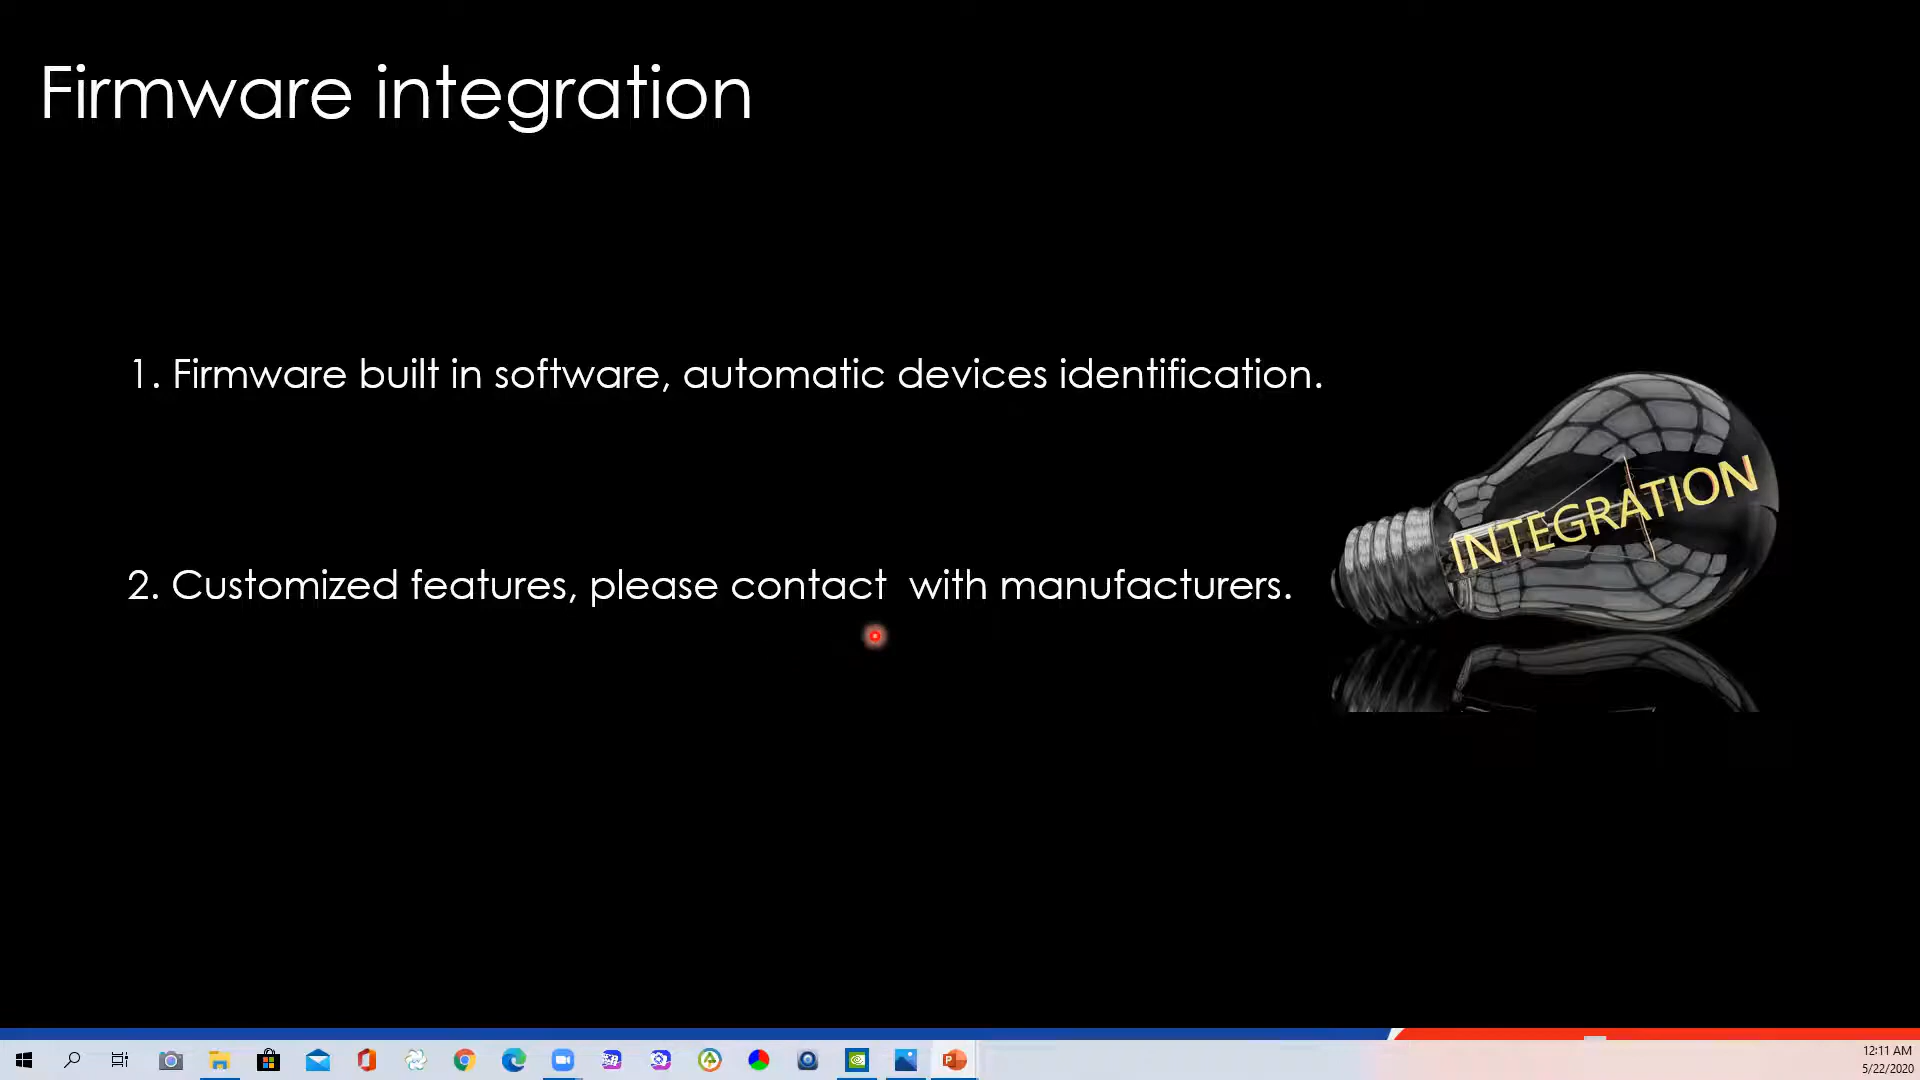 Firmware integration
1. Firmware built in software, automatic devices identification.
INTEGRATION
2. Customized features, please contact  with manufacturers.
12:11 AM
5/22/2020